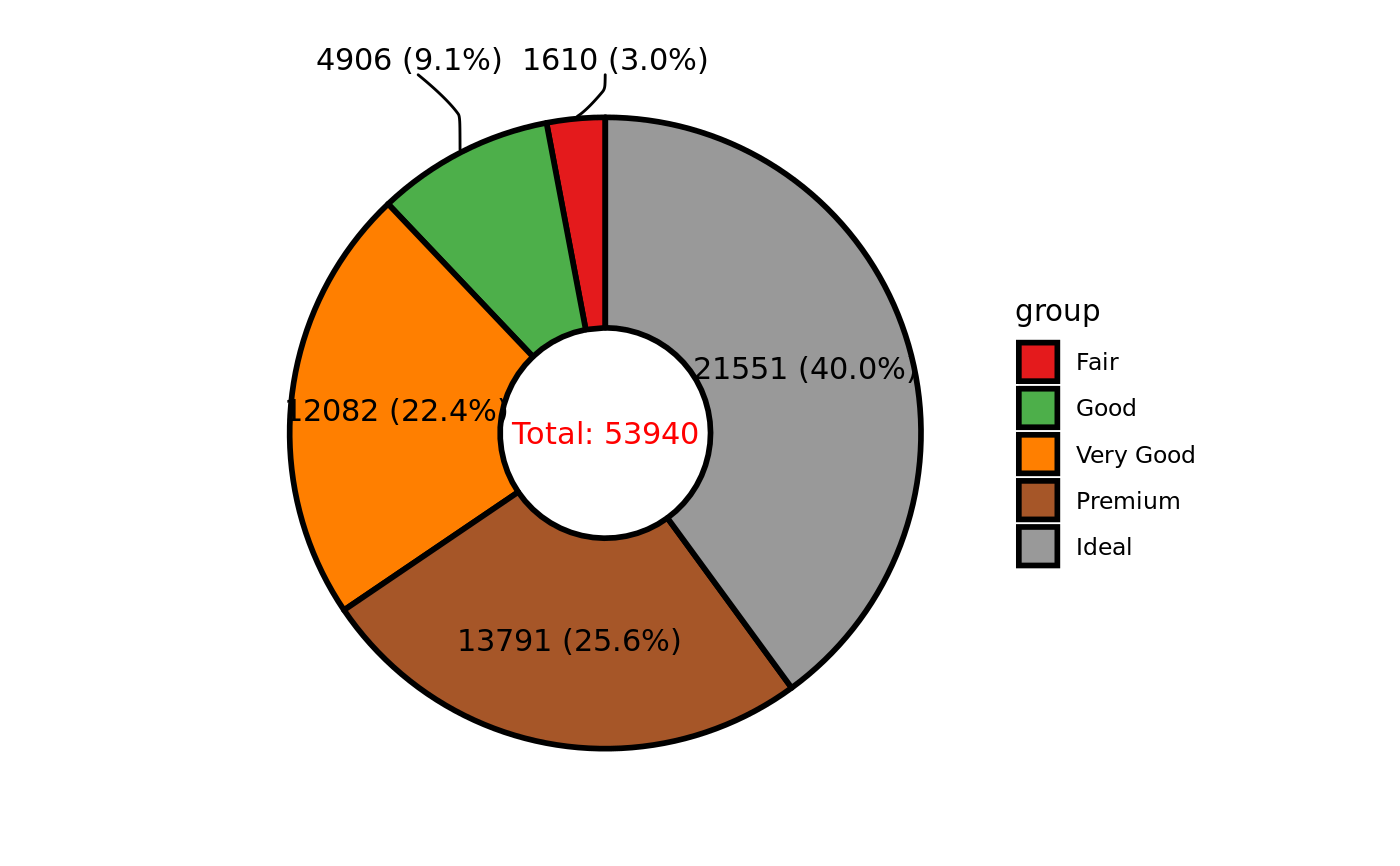 4906 (9.1%)
1610 (3.0%)
21551 (40.0%)
12082 (22.4%)
Total: 53940
13791 (25.6%)
group
Fair
Good
Very Good
Premium
Ideal